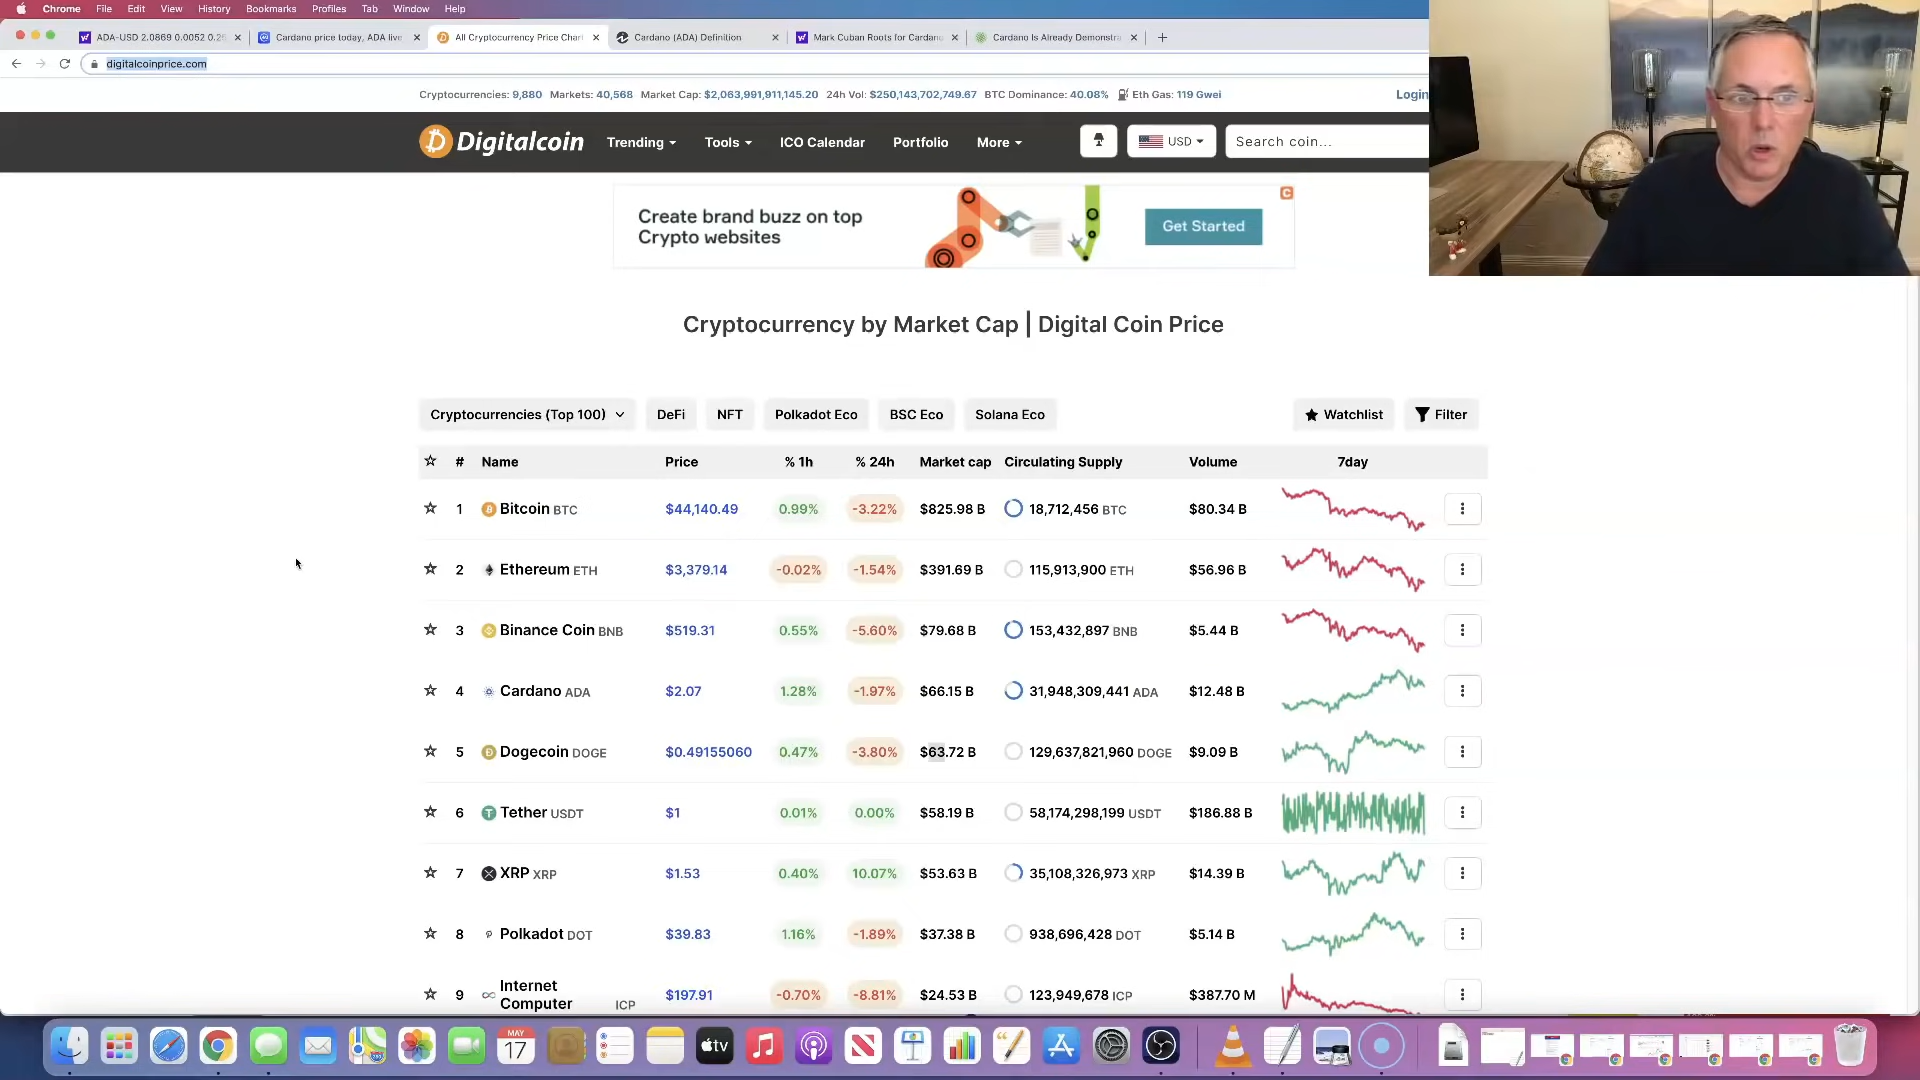 Chrome File Edit View History Bookmarks Profiles Tab Window Help
ADA-USD 2.0869 0.0052 0.2
Cardano price today, ADA live
All Cryptocurrency Price Chart
Cardano (ADA) Definition
Mark Cuban Roots for Cardano
Cardano Is Already Demonstra
digitalcoinprice.com
Cryptocurrencies: 9,880 Markets: 40,568 Market Cap: $2,063,991,911,145.20 24h Vol: $250,143,702,749.67 BTC Dominance: 40.08% Eth Gas: 119 Gwei Login
Digitalcoin Trending Tools ICO Calendar Portfolio More USD Search coin...
Create brand buzz on top
Crypto websites
Get Started
Cryptocurrency by Market Cap | Digital Coin Price
Cryptocurrencies (Top 100) DeFi NFT Polkadot Eco BSC Eco Solana Eco Watchlist Filter
# Name Price % 1h % 24h Market cap Circulating Supply Volume 7day
1 Bitcoin BTC $44,140.49 0.99% -3.22% $825.98 B 18,712,456 BTC $80.34 B
2 Ethereum ETH $3,379.14 -0.02% -1.54% $391.69 B 115,913,900 ETH $56.96 B
3 Binance Coin BNB $519.31 0.55% -5.60% $79.68 B 153,432,897 BNB $5.44 B
4 Cardano ADA $2.07 1.28% -1.97% $66.15 B 31,948,309,441 ADA $12.48 B
5 Dogecoin DOGE $0.49155060 0.47% -3.80% $63.72 B 129,637,821,960 DOGE $9.09 B
6 Tether USDT $1 0.01% 0.00% $58.19 B 58,174,298,199 USDT $186.88 B
7 XRP XRP $1.53 0.40% 10.07% $53.63 B 35,108,326,973 XRP $14.39 B
8 Polkadot DOT $39.83 1.16% -1.89% $37.38 B 938,696,428 DOT $5.14 B
9 Internet Computer ICP $197.91 -0.70% -8.81% $24.53 B 123,949,678 ICP $387.70 M
MAY
17
tv